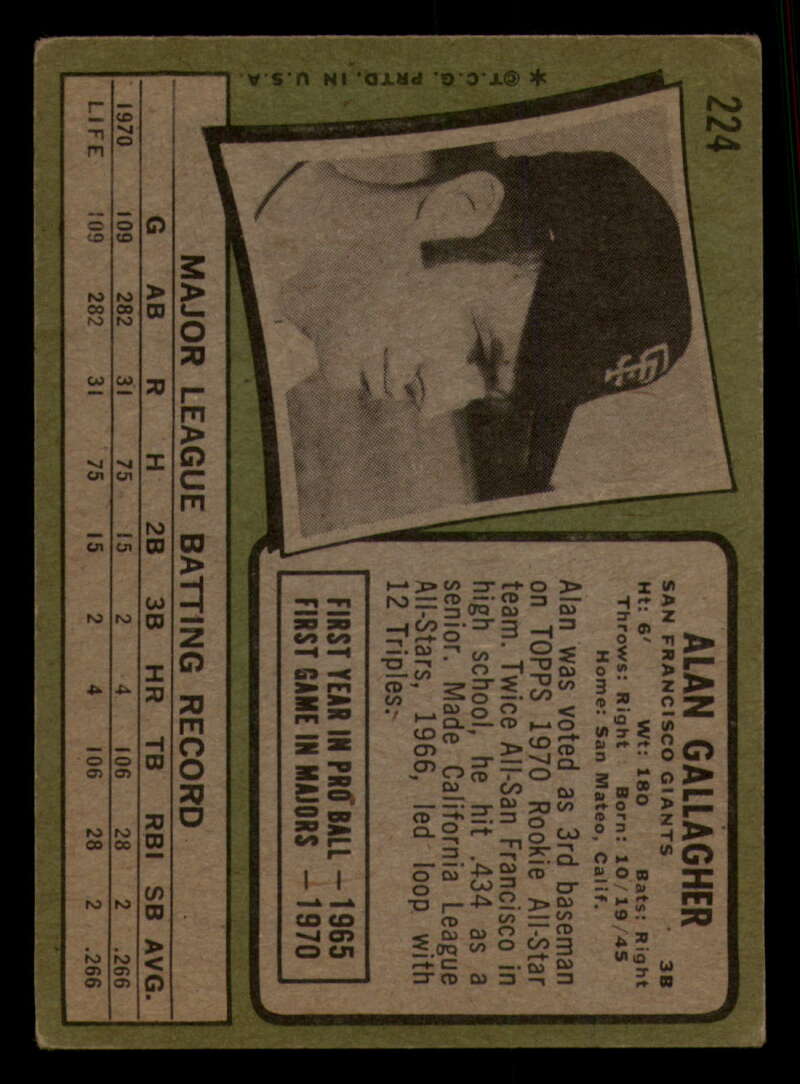 224
* ©T.C.G. PRTD. IN U.S.A.
SF
ALAN GALLAGHER
SAN FRANCISCO GIANTS 3B
Ht: 6' Wt: 180 Bats: Right
Throws: Right Born: 10/19/45
Home: San Mateo, Calif.
Alan was voted as 3rd baseman
on TOPPS 1970 Rookie All-Star
team. Twice All-San Francisco in
high school, he hit .434 as a
senior. Made California League
All-Stars, 1966, led loop with
12 Triples.
FIRST YEAR IN PRO BALL — 1965
FIRST GAME IN MAJORS — 1970
MAJOR LEAGUE BATTING RECORD
G AB R H 2B 3B HR TB RBI SB AVG.
1970 109 282 31 75 15 2 4 106 28 2 .266
LIFE 109 282 31 75 15 2 4 106 28 2 .266